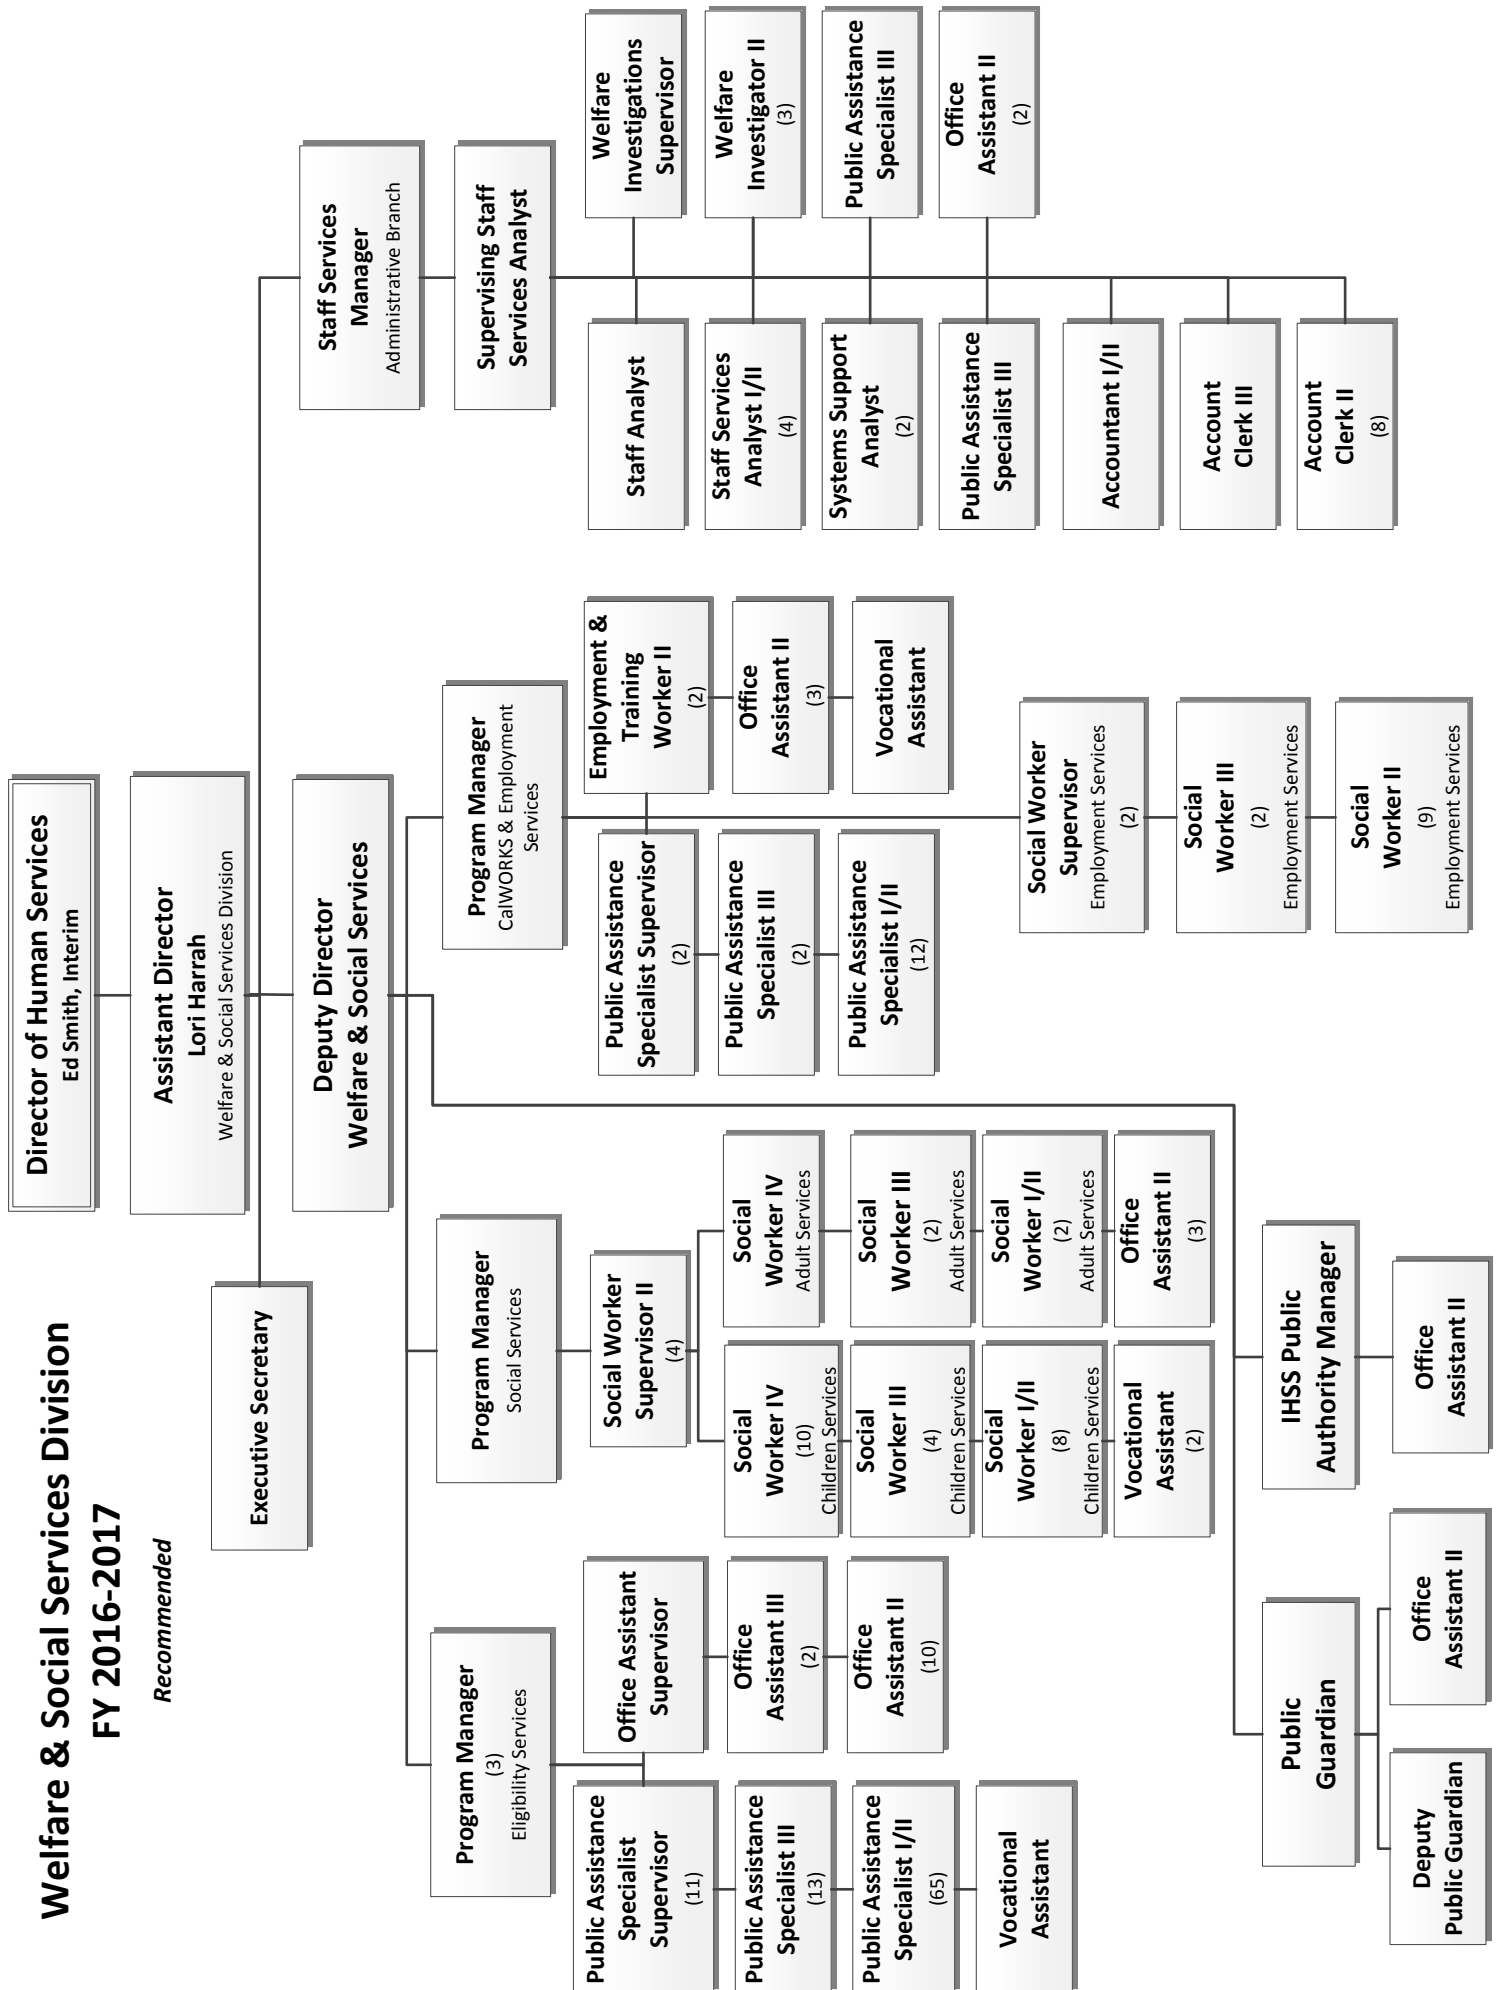 Welfare & Social Services Division
FY 2016-2017
Recommended
Director of Human Services
Ed Smith, Interim
Assistant Director
Lori Harrah
Welfare & Social Services Division
Executive Secretary
Deputy Director
Welfare & Social Services
Program Manager
(3)
Eligibility Services
Public Assistance
Specialist
Supervisor
(11)
Public Assistance
Specialist III
(13)
Public Assistance
Specialist I/II
(65)
Vocational
Assistant
Office Assistant
Supervisor
Office
Assistant III
(2)
Office
Assistant II
(10)
Program Manager
Social Services
Social Worker
Supervisor II
(4)
Social
Worker IV
(10)
Children Services
Social
Worker III
(4)
Children Services
Social
Worker I/II
(8)
Children Services
Vocational
Assistant
(2)
Social
Worker IV
Adult Services
Social
Worker III
(2)
Adult Services
Social
Worker I/II
(2)
Adult Services
Office
Assistant II
(3)
Program Manager
CalWORKS & Employment
Services
Public Assistance
Specialist Supervisor
(2)
Public Assistance
Specialist III
(2)
Public Assistance
Specialist I/II
(12)
Employment &
Training
Worker II
(2)
Office
Assistant II
(3)
Vocational
Assistant
Social Worker
Supervisor
Employment Services
(2)
Social
Worker III
(2)
Employment Services
Social
Worker II
(9)
Employment Services
Staff Services
Manager
Administrative Branch
Supervising Staff
Services Analyst
Staff Analyst
Staff Services
Analyst I/II
(4)
Systems Support
Analyst
(2)
Public Assistance
Specialist III
Accountant I/II
Account
Clerk III
Account
Clerk II
(8)
Welfare
Investigations
Supervisor
Welfare
Investigator II
(3)
Public Assistance
Specialist III
Office
Assistant II
(2)
Public
Guardian
Deputy
Public Guardian
Office
Assistant II
IHSS Public
Authority Manager
Office
Assistant II